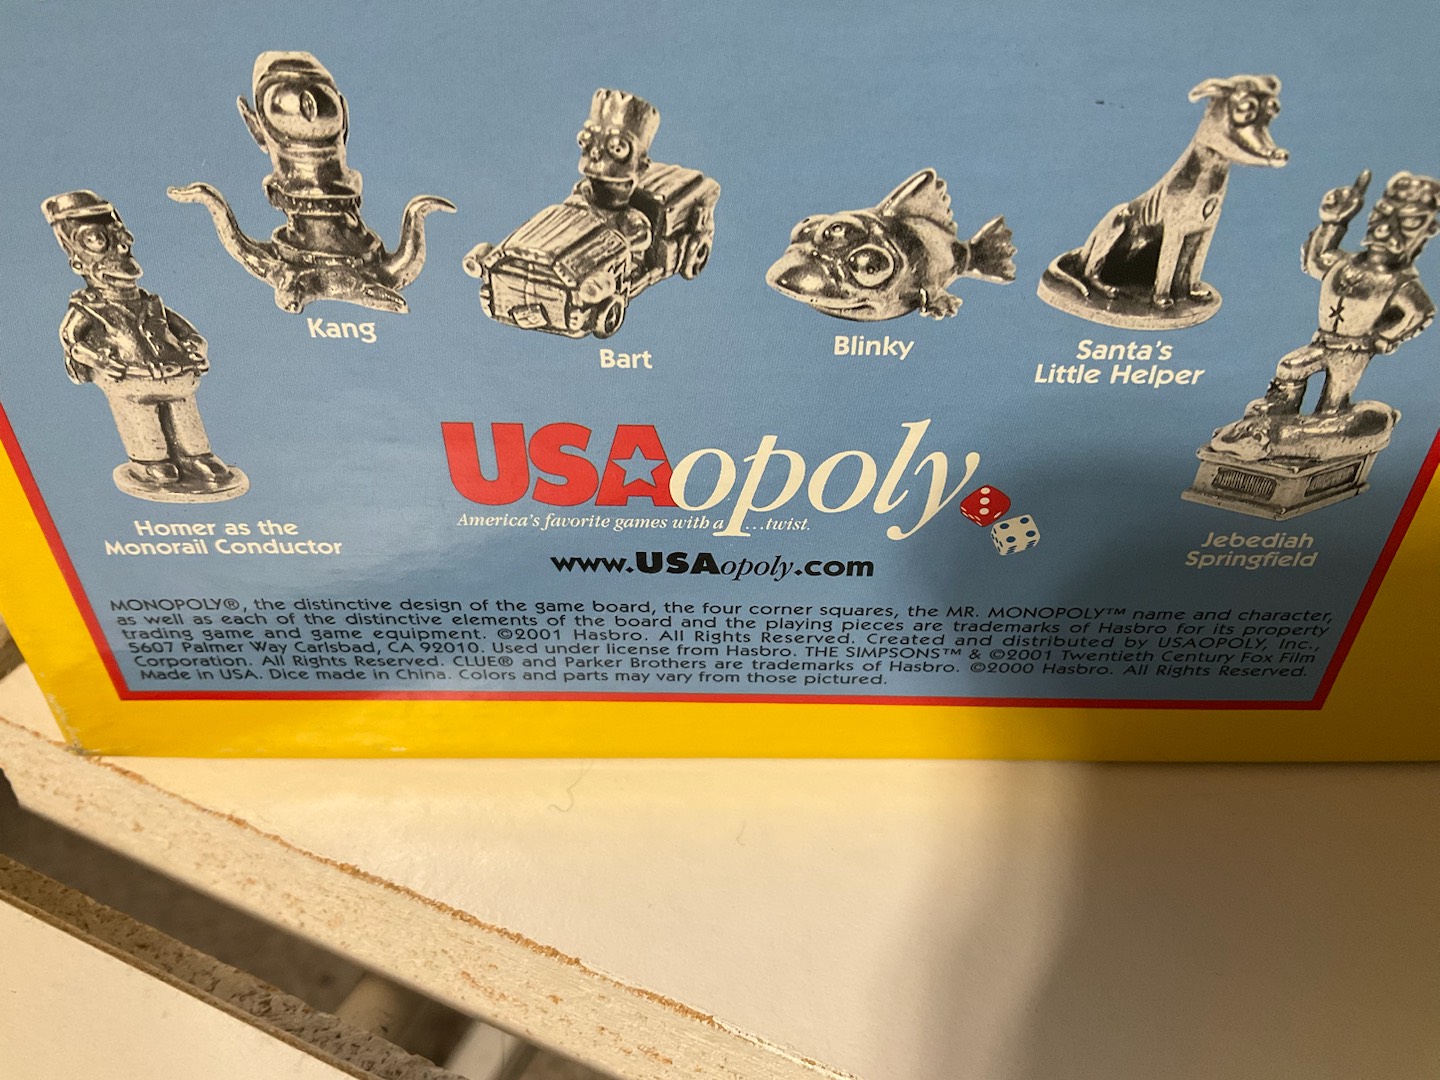 Kang
Bart
Blinky
Santa's
Little Helper
Homer as the
Monorail Conductor
Jebediah
Springfield
USAopoly
America's favorite games with a ...twist.
www.USAopoly.com
MONOPOLY®, the distinctive design of the game board, the four corner squares, the MR. MONOPOLY™ name and character,
as well as each of the distinctive elements of the board and the playing pieces are trademarks of Hasbro for its property
trading game and game equipment. ©2001 Hasbro. All Rights Reserved. Created and distributed by USAOPOLY, Inc.,
5607 Palmer Way Carlsbad, CA 92010. Used under license from Hasbro. THE SIMPSONS™ & ©2001 Twentieth Century Fox Film
Corporation. All Rights Reserved. CLUE® and Parker Brothers are trademarks of Hasbro. ©2000 Hasbro. All Rights Reserved.
Made in USA. Dice made in China. Colors and parts may vary from those pictured.